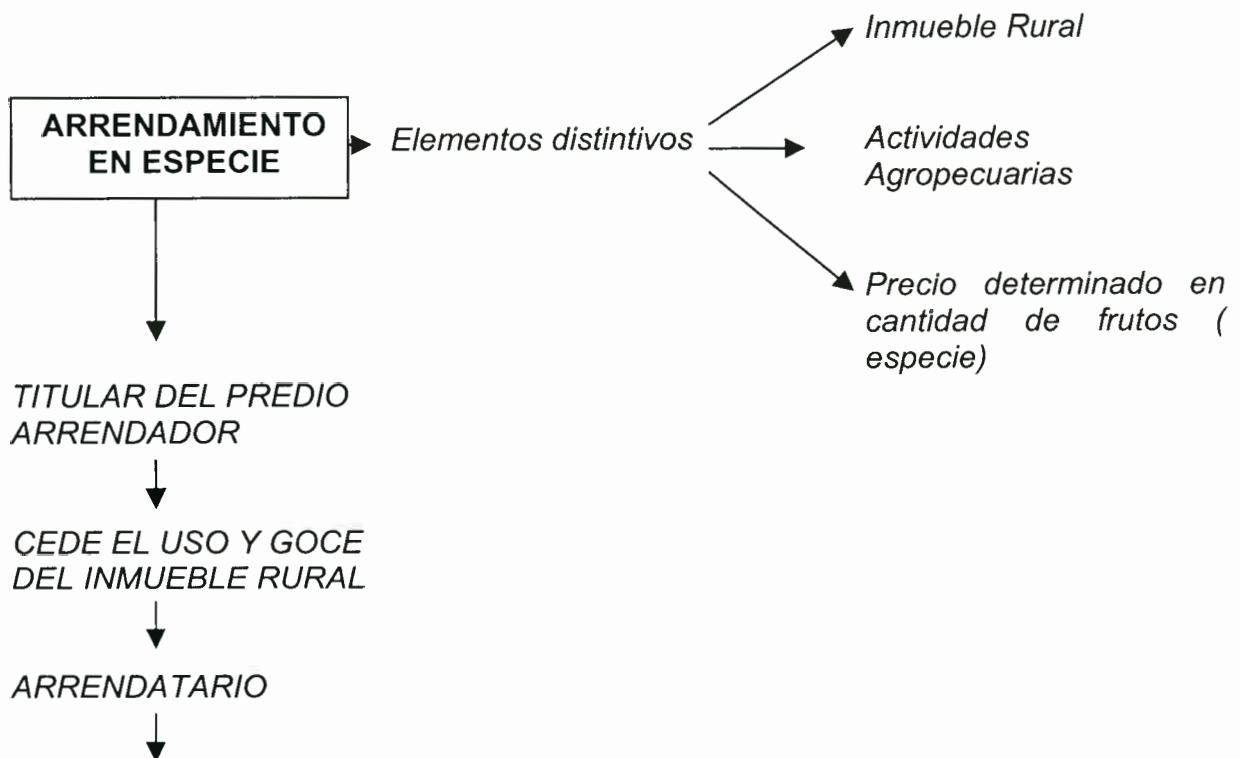 Inmueble Rural
ARRENDAMIENTO
EN ESPECIE
Elementos distintivos
Actividades
Agropecuarias
Precio determinado en
cantidad de frutos (
especie)
TITULAR DEL PREDIO
ARRENDADOR
CEDE EL USO Y GOCE
DEL INMUEBLE RURAL
ARRENDATARIO